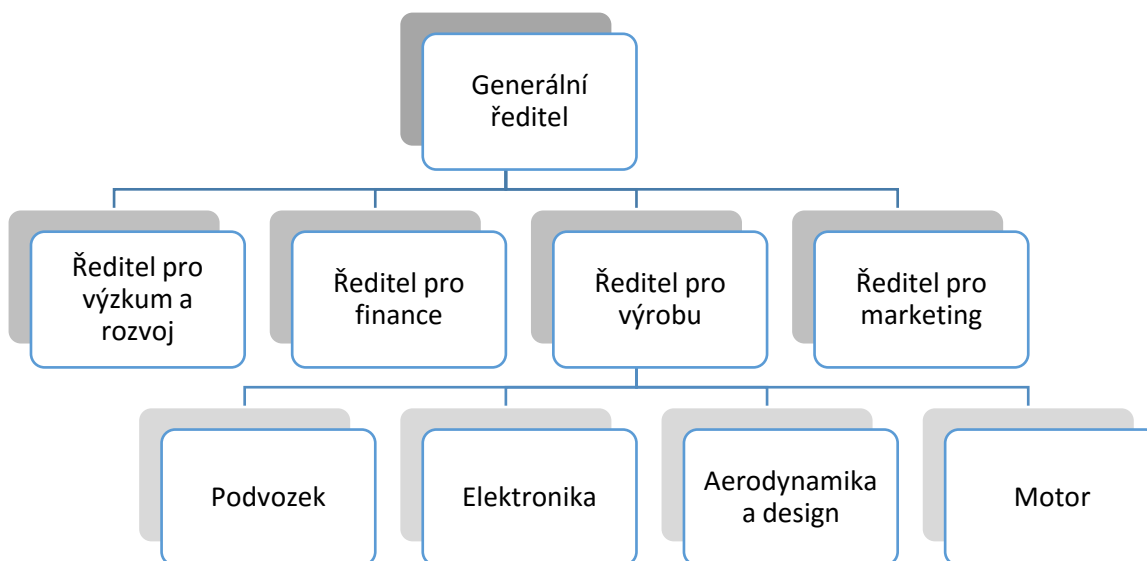 Generální
ředitel
Ředitel pro
výzkum a
rozvoj
Ředitel pro
finance
Ředitel pro
výrobu
Ředitel pro
marketing
Podvozek
Elektronika
Aerodynamika
a design
Motor